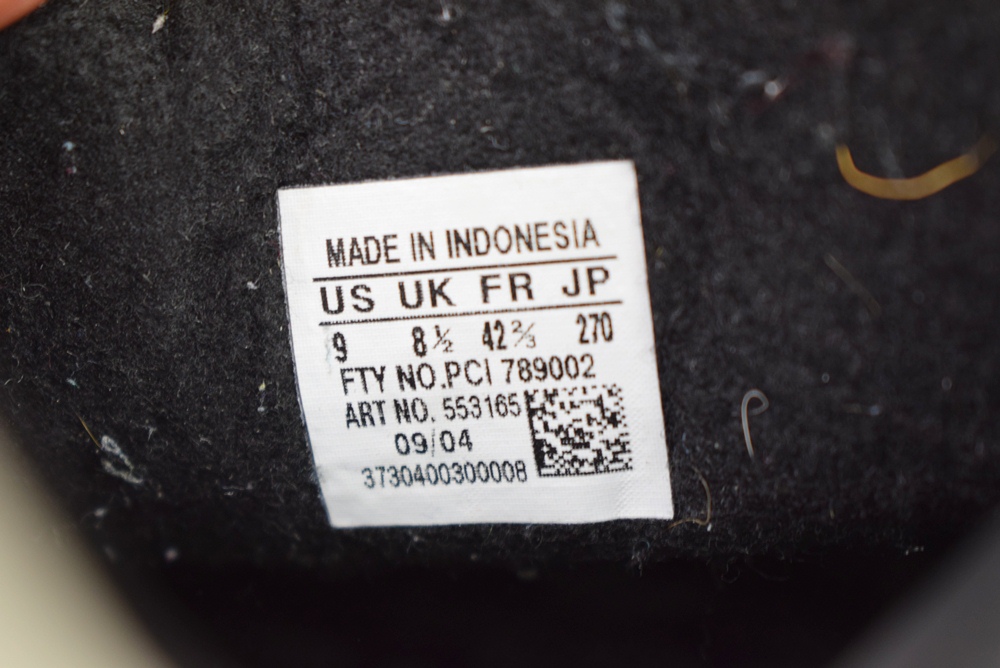 MADE IN INDONESIA
US UK FR JP
9 8½ 42⅔ 270
FTY NO.PCI 789002
ART NO. 553165
09/04
3730400300008